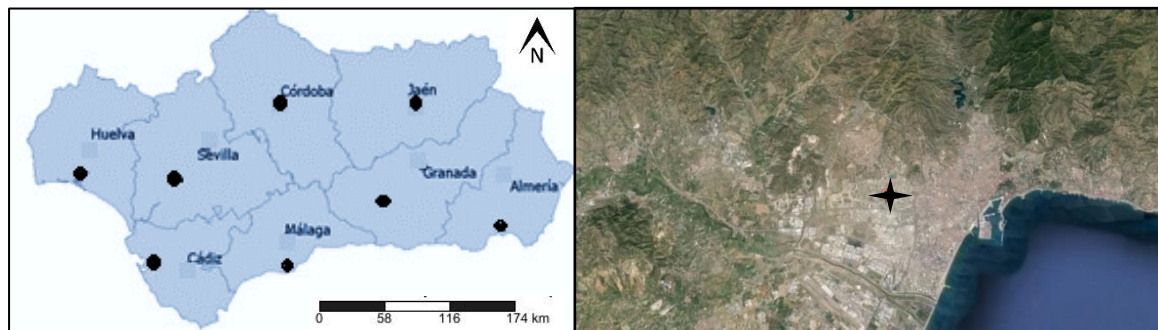 N
Córdoba
Jaén
Huelva
Sevilla
Granada
Almería
Málaga
Cádiz
0 58 116 174 km